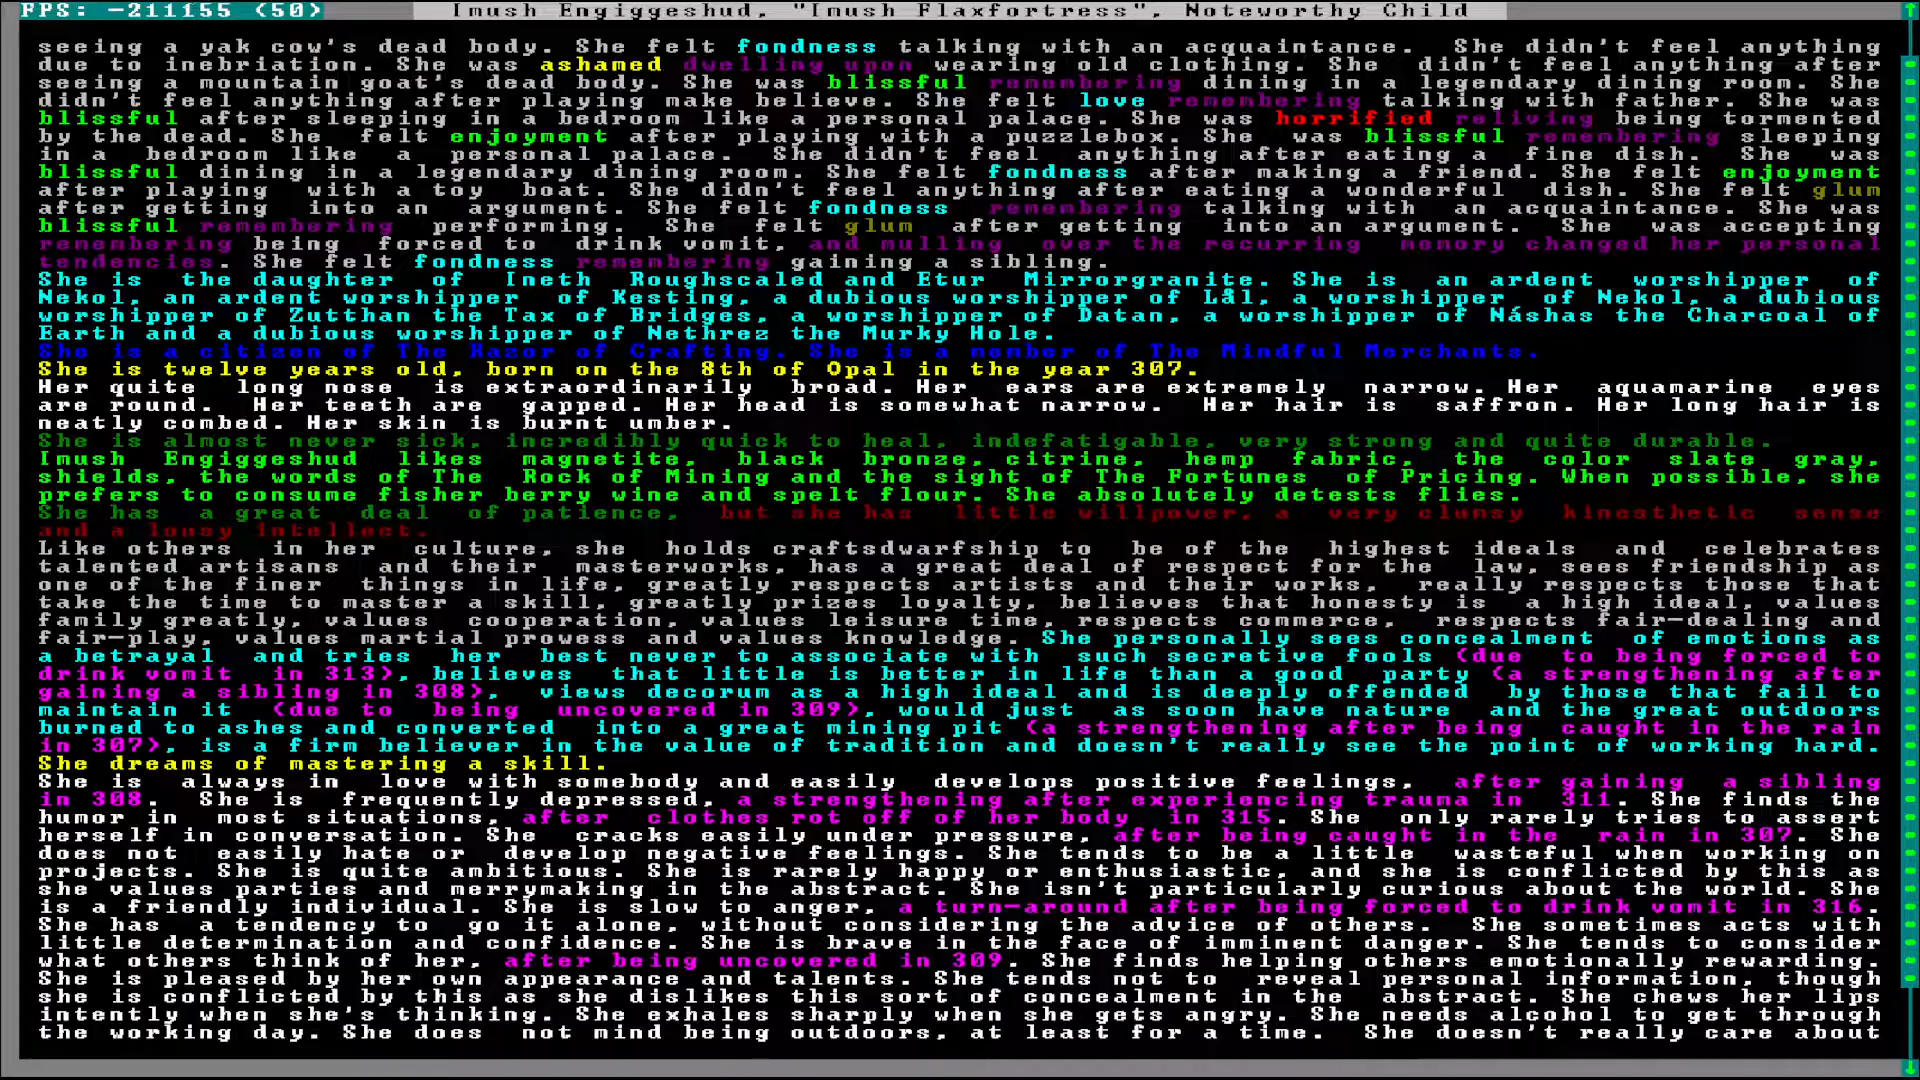 FPS: -211155 (50)
Imush Engiggeshud, "Imush Flaxfortress", Noteworthy Child
seeing a yak cow's dead body. She felt fondness talking with an acquaintance. She didn't feel anything
due to inebriation. She was ashamed dwelling upon wearing old clothing. She didn't feel anything after
seeing a mountain goat's dead body. She was blissful remembering dining in a legendary dining room. She
didn't feel anything after playing make believe. She felt love remembering talking with father. She was
blissful after sleeping in a bedroom like a personal palace. She was horrified reliving being tormented
by the dead. She felt enjoyment after playing with a puzzlebox. She was blissful remembering sleeping
in a bedroom like a personal palace. She didn't feel anything after eating a fine dish. She was
blissful dining in a legendary dining room. She felt fondness after making a friend. She felt enjoyment
after playing with a toy boat. She didn't feel anything after eating a wonderful dish. She felt glum
after getting into an argument. She felt fondness remembering talking with an acquaintance. She was
blissful remembering performing. She felt glum after getting into an argument. She was accepting
remembering being forced to drink vomit, and mulling over the recurring memory changed her personal
tendencies. She felt fondness remembering gaining a sibling.
She is the daughter of Ineth Roughscaled and Etur Mirrorgranite. She is an ardent worshipper of
Nekol, an ardent worshipper of Kesting, a dubious worshipper of Lål, a worshipper of Nekol, a dubious
worshipper of Zutthan the Tax of Bridges, a worshipper of Datan, a worshipper of Náshas the Charcoal of
Earth and a dubious worshipper of Nethrez the Murky Hole.
She is a citizen of The Razor of Crafting. She is a member of The Mindful Merchants.
She is twelve years old, born on the 8th of Opal in the year 307.
Her quite long nose is extraordinarily broad. Her ears are extremely narrow. Her aquamarine eyes
are round. Her teeth are gapped. Her head is somewhat narrow. Her hair is saffron. Her long hair is
neatly combed. Her skin is burnt umber.
She is almost never sick, incredibly quick to heal, indefatigable, very strong and quite durable.
Imush Engiggeshud likes magnetite, black bronze, citrine, hemp fabric, the color slate gray,
shields, the words of The Rock of Mining and the sight of The Fortunes of Pricing. When possible, she
prefers to consume fisher berry wine and spelt flour. She absolutely detests flies.
She has a great deal of patience, but she has little willpower, a very clumsy kinesthetic sense
and a lousy intellect.
Like others in her culture, she holds craftsdwarfship to be of the highest ideals and celebrates
talented artisans and their masterworks, has a great deal of respect for the law, sees friendship as
one of the finer things in life, greatly respects artists and their works, really respects those that
take the time to master a skill, greatly prizes loyalty, believes that honesty is a high ideal, values
family greatly, values cooperation, values leisure time, respects commerce, respects fair-dealing and
fair-play, values martial prowess and values knowledge. She personally sees concealment of emotions as
a betrayal and tries her best never to associate with such secretive fools (due to being forced to
drink vomit in 313), believes that little is better in life than a good party (a strengthening after
gaining a sibling in 308), views decorum as a high ideal and is deeply offended by those that fail to
maintain it (due to being uncovered in 309), would just as soon have nature and the great outdoors
burned to ashes and converted into a great mining pit (a strengthening after being caught in the rain
in 307), is a firm believer in the value of tradition and doesn't really see the point of working hard.
She dreams of mastering a skill.
She is always in love with somebody and easily develops positive feelings, after gaining a sibling
in 308. She is frequently depressed, a strengthening after experiencing trauma in 311. She finds the
humor in most situations, after clothes rot off of her body in 315. She only rarely tries to assert
herself in conversation. She cracks easily under pressure, after being caught in the rain in 307. She
does not easily hate or develop negative feelings. She tends to be a little wasteful when working on
projects. She is quite ambitious. She is rarely happy or enthusiastic, and she is conflicted by this as
she values parties and merrymaking in the abstract. She isn't particularly curious about the world. She
is a friendly individual. She is slow to anger, a turn-around after being forced to drink vomit in 316.
She has a tendency to go it alone, without considering the advice of others. She sometimes acts with
little determination and confidence. She is brave in the face of imminent danger. She tends to consider
what others think of her, after being uncovered in 309. She finds helping others emotionally rewarding.
She is pleased by her own appearance and talents. She tends not to reveal personal information, though
she is conflicted by this as she dislikes this sort of concealment in the abstract. She chews her lips
intently when she's thinking. She exhales sharply when she gets angry. She needs alcohol to get through
the working day. She does not mind being outdoors, at least for a time. She doesn't really care about